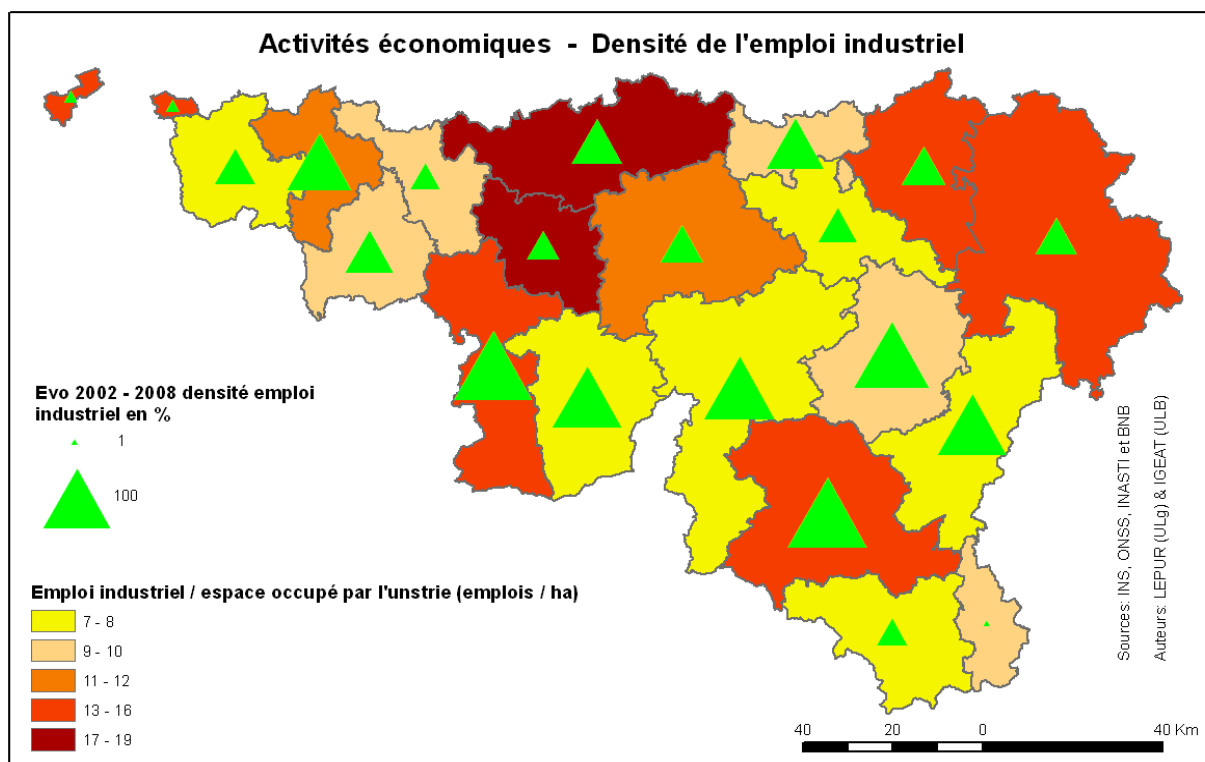 Activités économiques - Densité de l'emploi industriel
Evo 2002 - 2008 densité emploi
industriel en %
1
100
Emploi industriel / espace occupé par l'unstrie (emplois / ha)
7 - 8
9 - 10
11 - 12
13 - 16
17 - 19
Sources: INS, ONSS, INASTI et BNB
Auteurs: LEPUR (ULg) & IGEAT (ULB)
40 20 0 40 Km